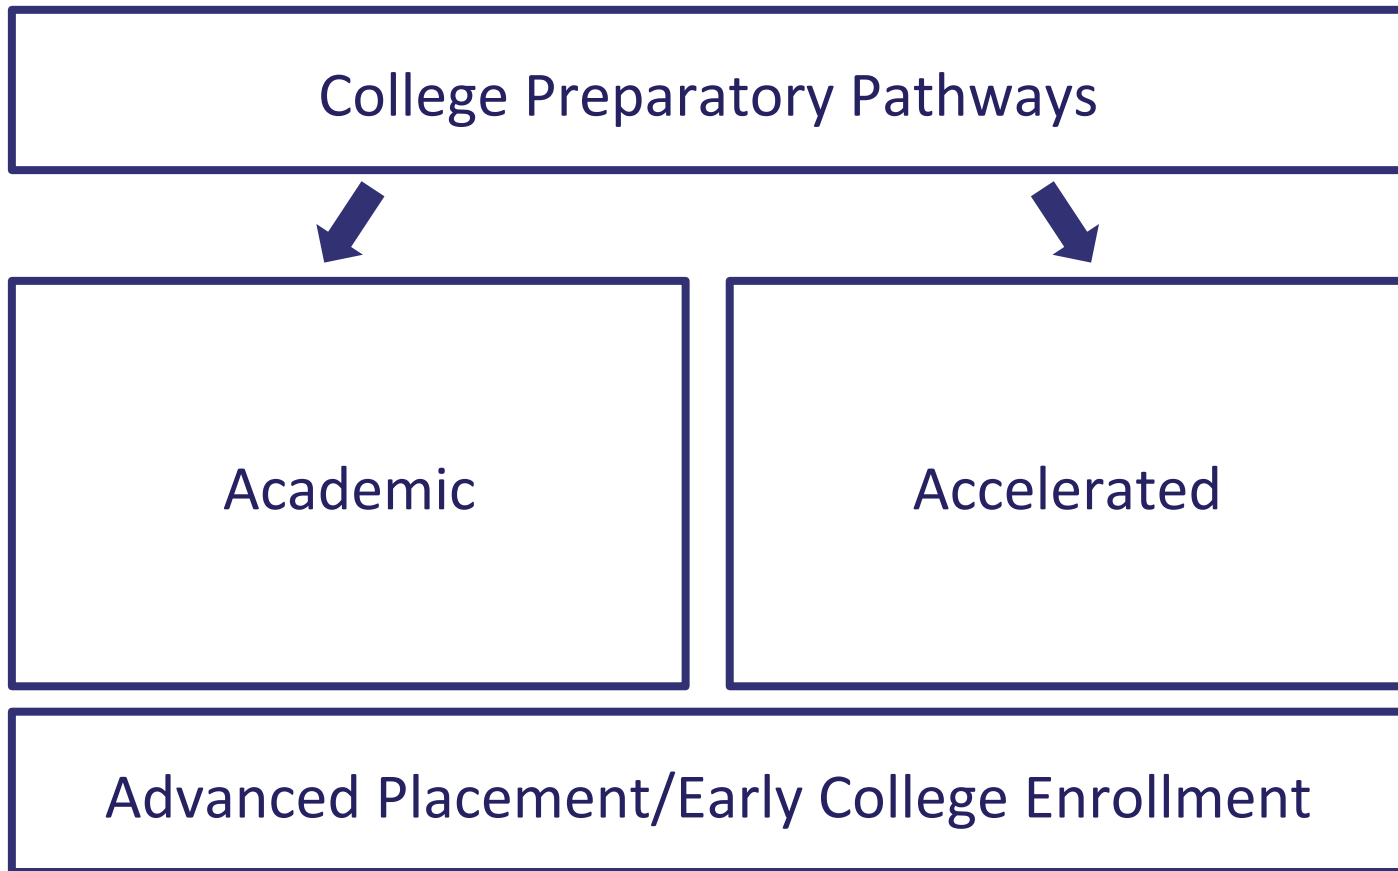 College Preparatory Pathways
Academic
Accelerated
Advanced Placement/Early College Enrollment